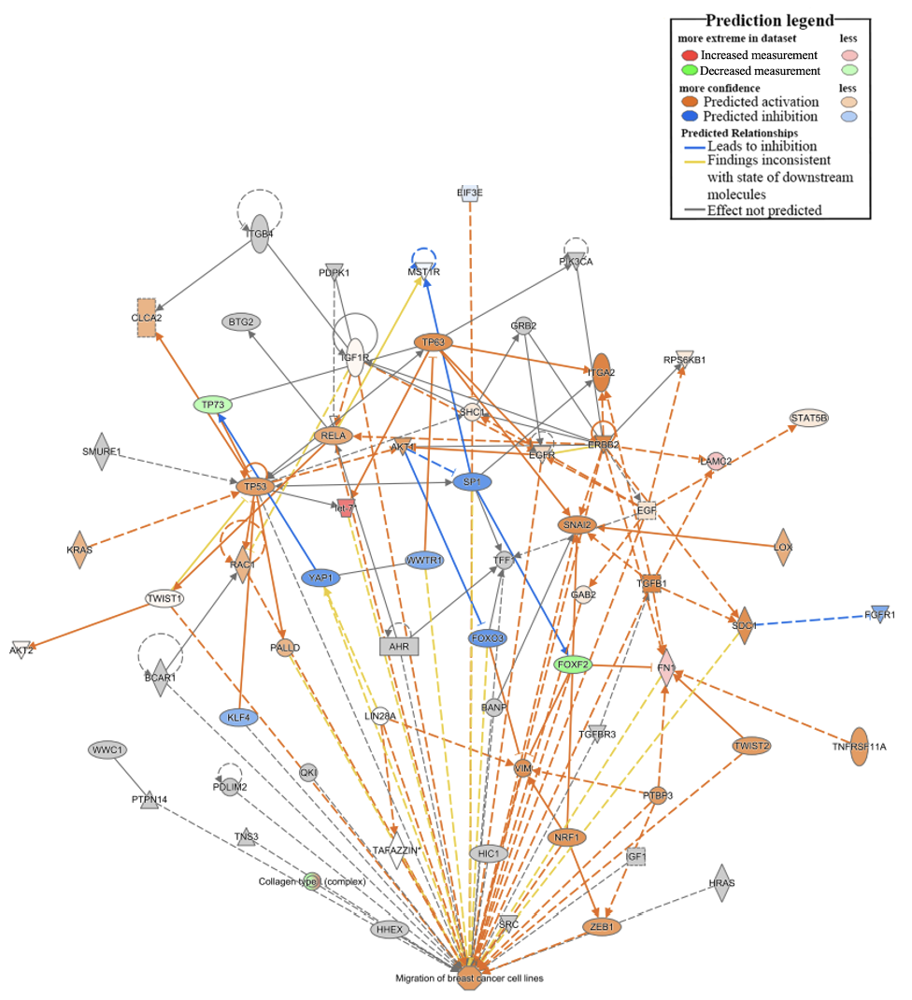 Prediction legend
more extreme in dataset less
Increased measurement
Decreased measurement
more confidence less
Predicted activation
Predicted inhibition
Predicted Relationships
Leads to inhibition
Findings inconsistent
with state of downstream
molecules
Effect not predicted
EIF3E
ITGB4
PIK3CA
PDPK1
MST1R
CLCA2
BTG2
GRB2
TP63
IGF1R
RPS6KB1
ITGA2
TP73
SHC1
STAT5B
RELA
AKT1
ERBB2
SMURF1
EGFR
LAMC2
TP53
SP1
let-7*
EGF
SNAI2
KRAS
LOX
RAC1
WWTR1
TFF1
YAP1
TGFB1
TWIST1
GAB2
FGFR1
SDC1
AKT2
PALLD
AHR
FOXO3
FOXF2
FN1
BCAR1
BANP
KLF4
LIN28A
TGFBR3
WWC1
TWIST2
TNFRSF11A
QKI
VIM
PDLIM2
PTPN14
PTBP3
TNS3
NRF1
TAFAZZIN*
HIC1
IGF1
Collagen type I (complex)
HRAS
SRC
HHEX
ZEB1
Migration of breast cancer cell lines